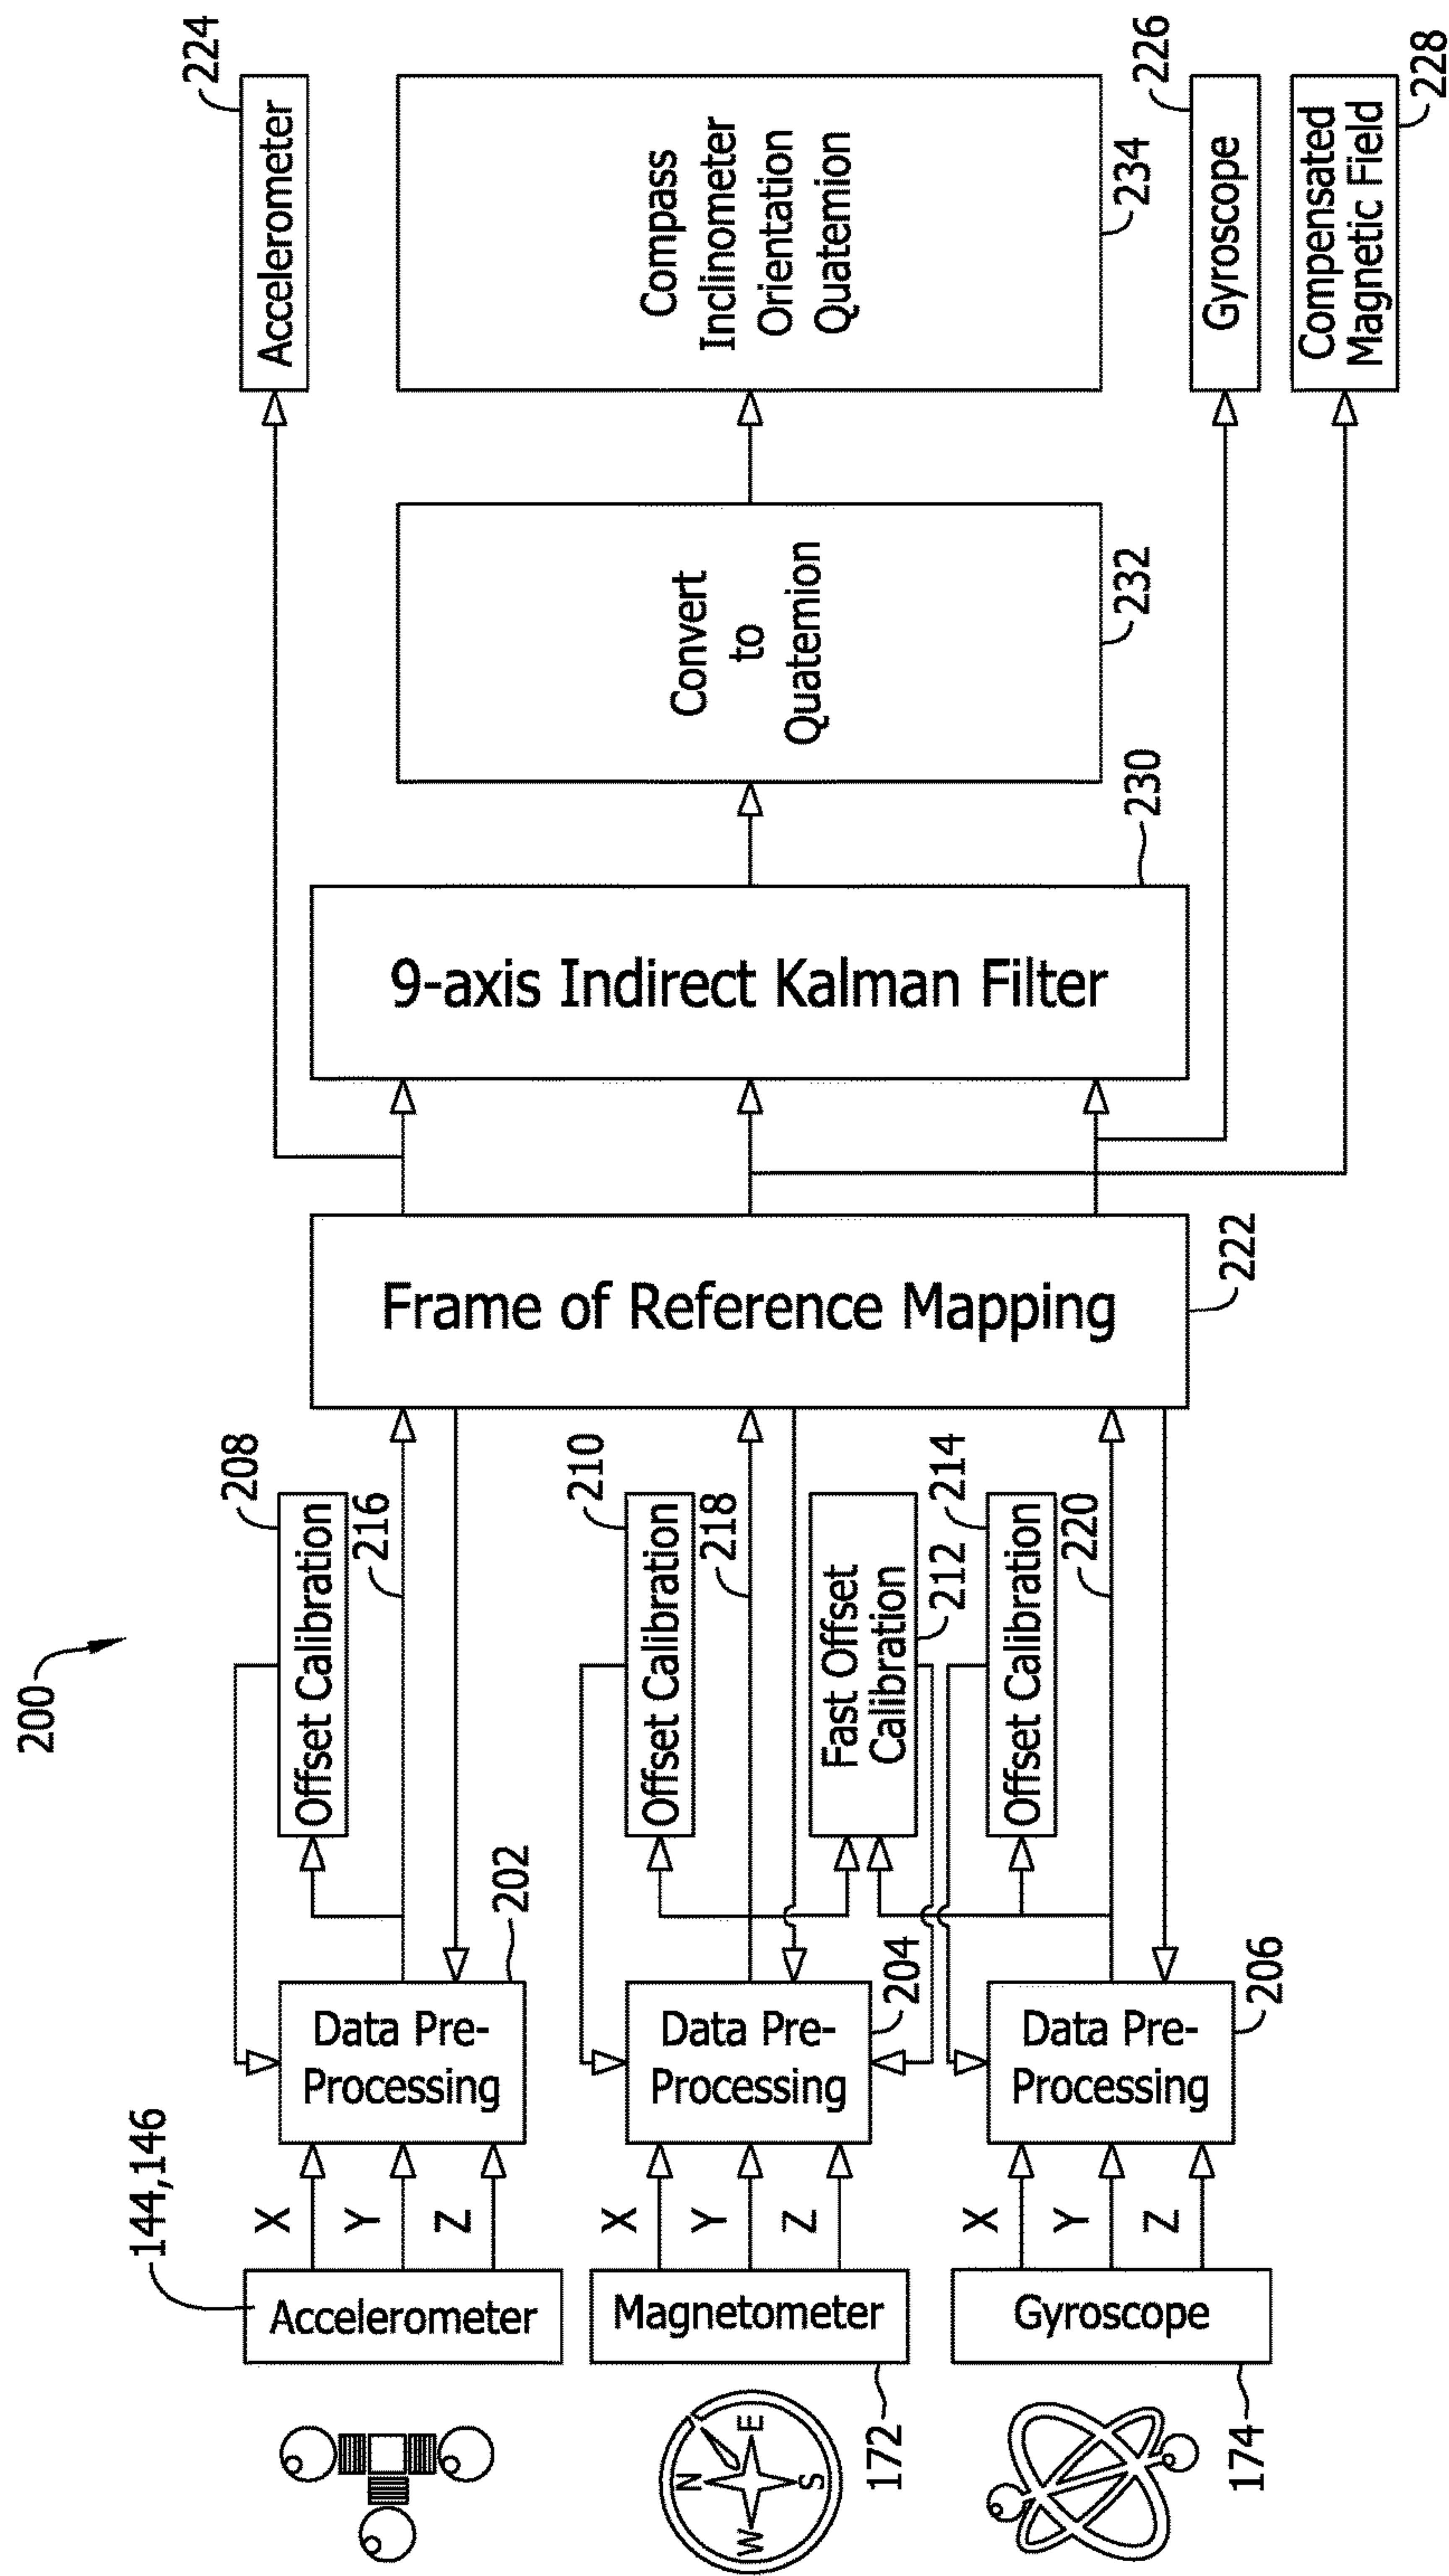 200
144,146
Accelerometer
X
Y
Z
Data Pre-
Processing
202
Offset Calibration
208
216
Magnetometer
172
X
Y
Z
Data Pre-
Processing
204
Offset Calibration
210
218
Fast Offset
Calibration
212
Gyroscope
174
X
Y
Z
Data Pre-
Processing
206
Offset Calibration
214
220
N
E
S
W
Frame of Reference Mapping
222
9-axis Indirect Kalman Filter
230
Convert
to
Quatemion
232
Accelerometer
224
Compass
Inclinometer
Orientation
Quatemion
234
Gyroscope
226
Compensated
Magnetic Field
228